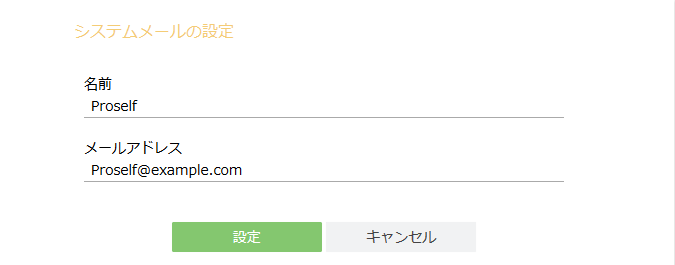 システムメールの設定
名前
Proself
メールアドレス
Proself@example.com
設定 キャンセル